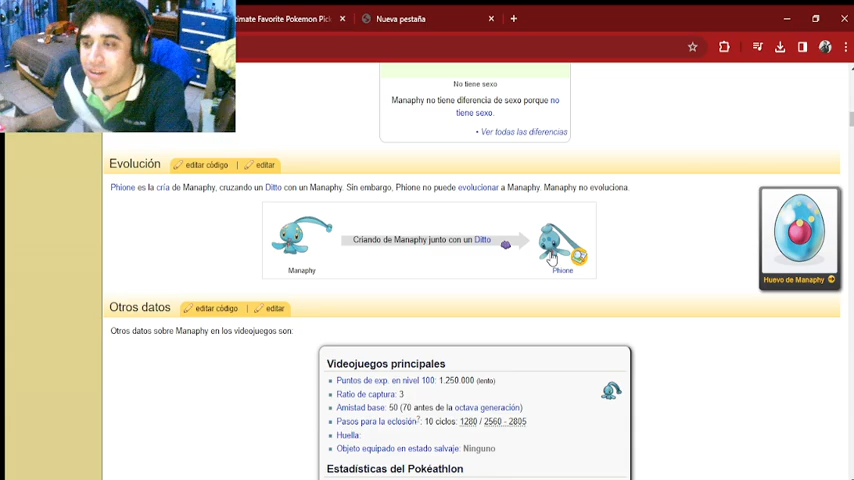 timate Favorite Pokemon Pick
Nueva pestaña
No tiene sexo
Manaphy no tiene diferencia de sexo porque no
tiene sexo.
• Ver todas las diferencias
Evolución editar código | editar
Phione es la cría de Manaphy, cruzando un Ditto con un Manaphy. Sin embargo, Phione no puede evolucionar a Manaphy. Manaphy no evoluciona.
Criando de Manaphy junto con un Ditto
Manaphy
Phione
Huevo de Manaphy
Otros datos editar código | editar
Otros datos sobre Manaphy en los videojuegos son:
Videojuegos principales
Puntos de exp. en nivel 100: 1.250.000 (lento)
Ratio de captura: 3
Amistad base: 50 (70 antes de la octava generación)
Pasos para la eclosión?: 10 ciclos: 1280 / 2560 - 2805
Huella:
Objeto equipado en estado salvaje: Ninguno
Estadísticas del Pokéathlon